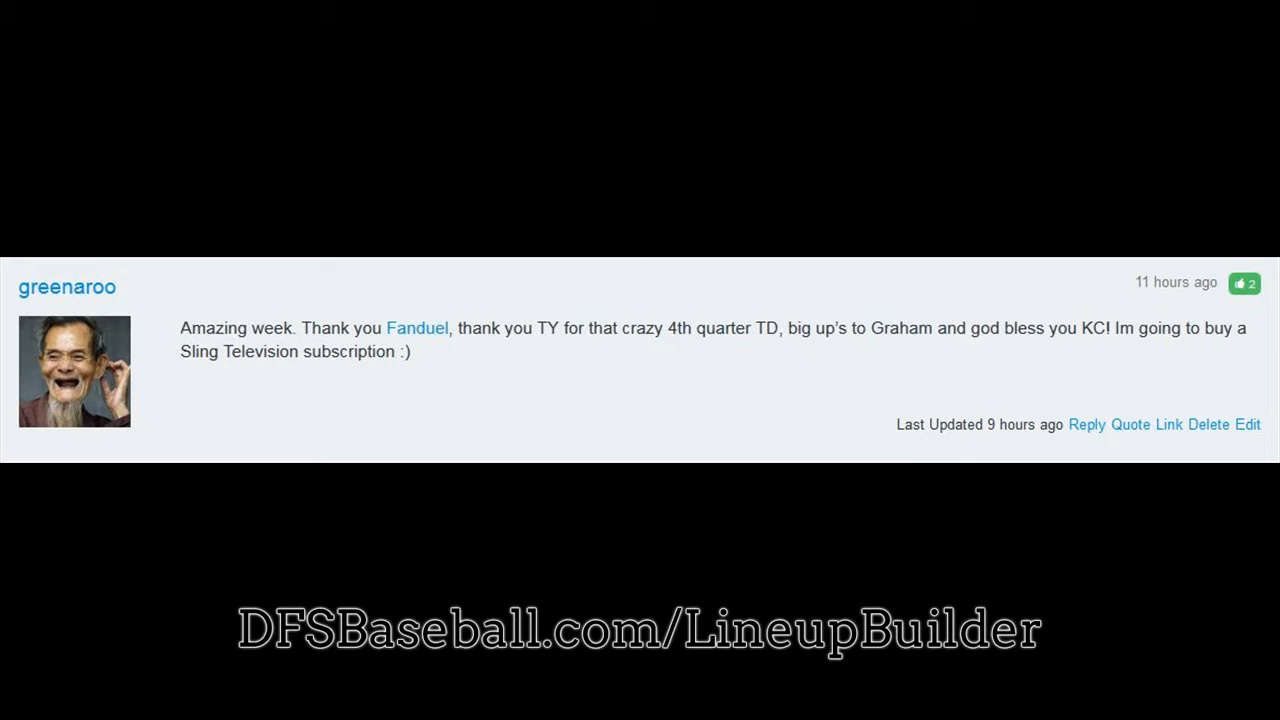 greenaroo
11 hours ago 2
Amazing week. Thank you Fanduel, thank you TY for that crazy 4th quarter TD, big up's to Graham and god bless you KC! Im going to buy a
Sling Television subscription :)
Last Updated 9 hours ago Reply Quote Link Delete Edit
DFSBaseball.com/LineupBuilder